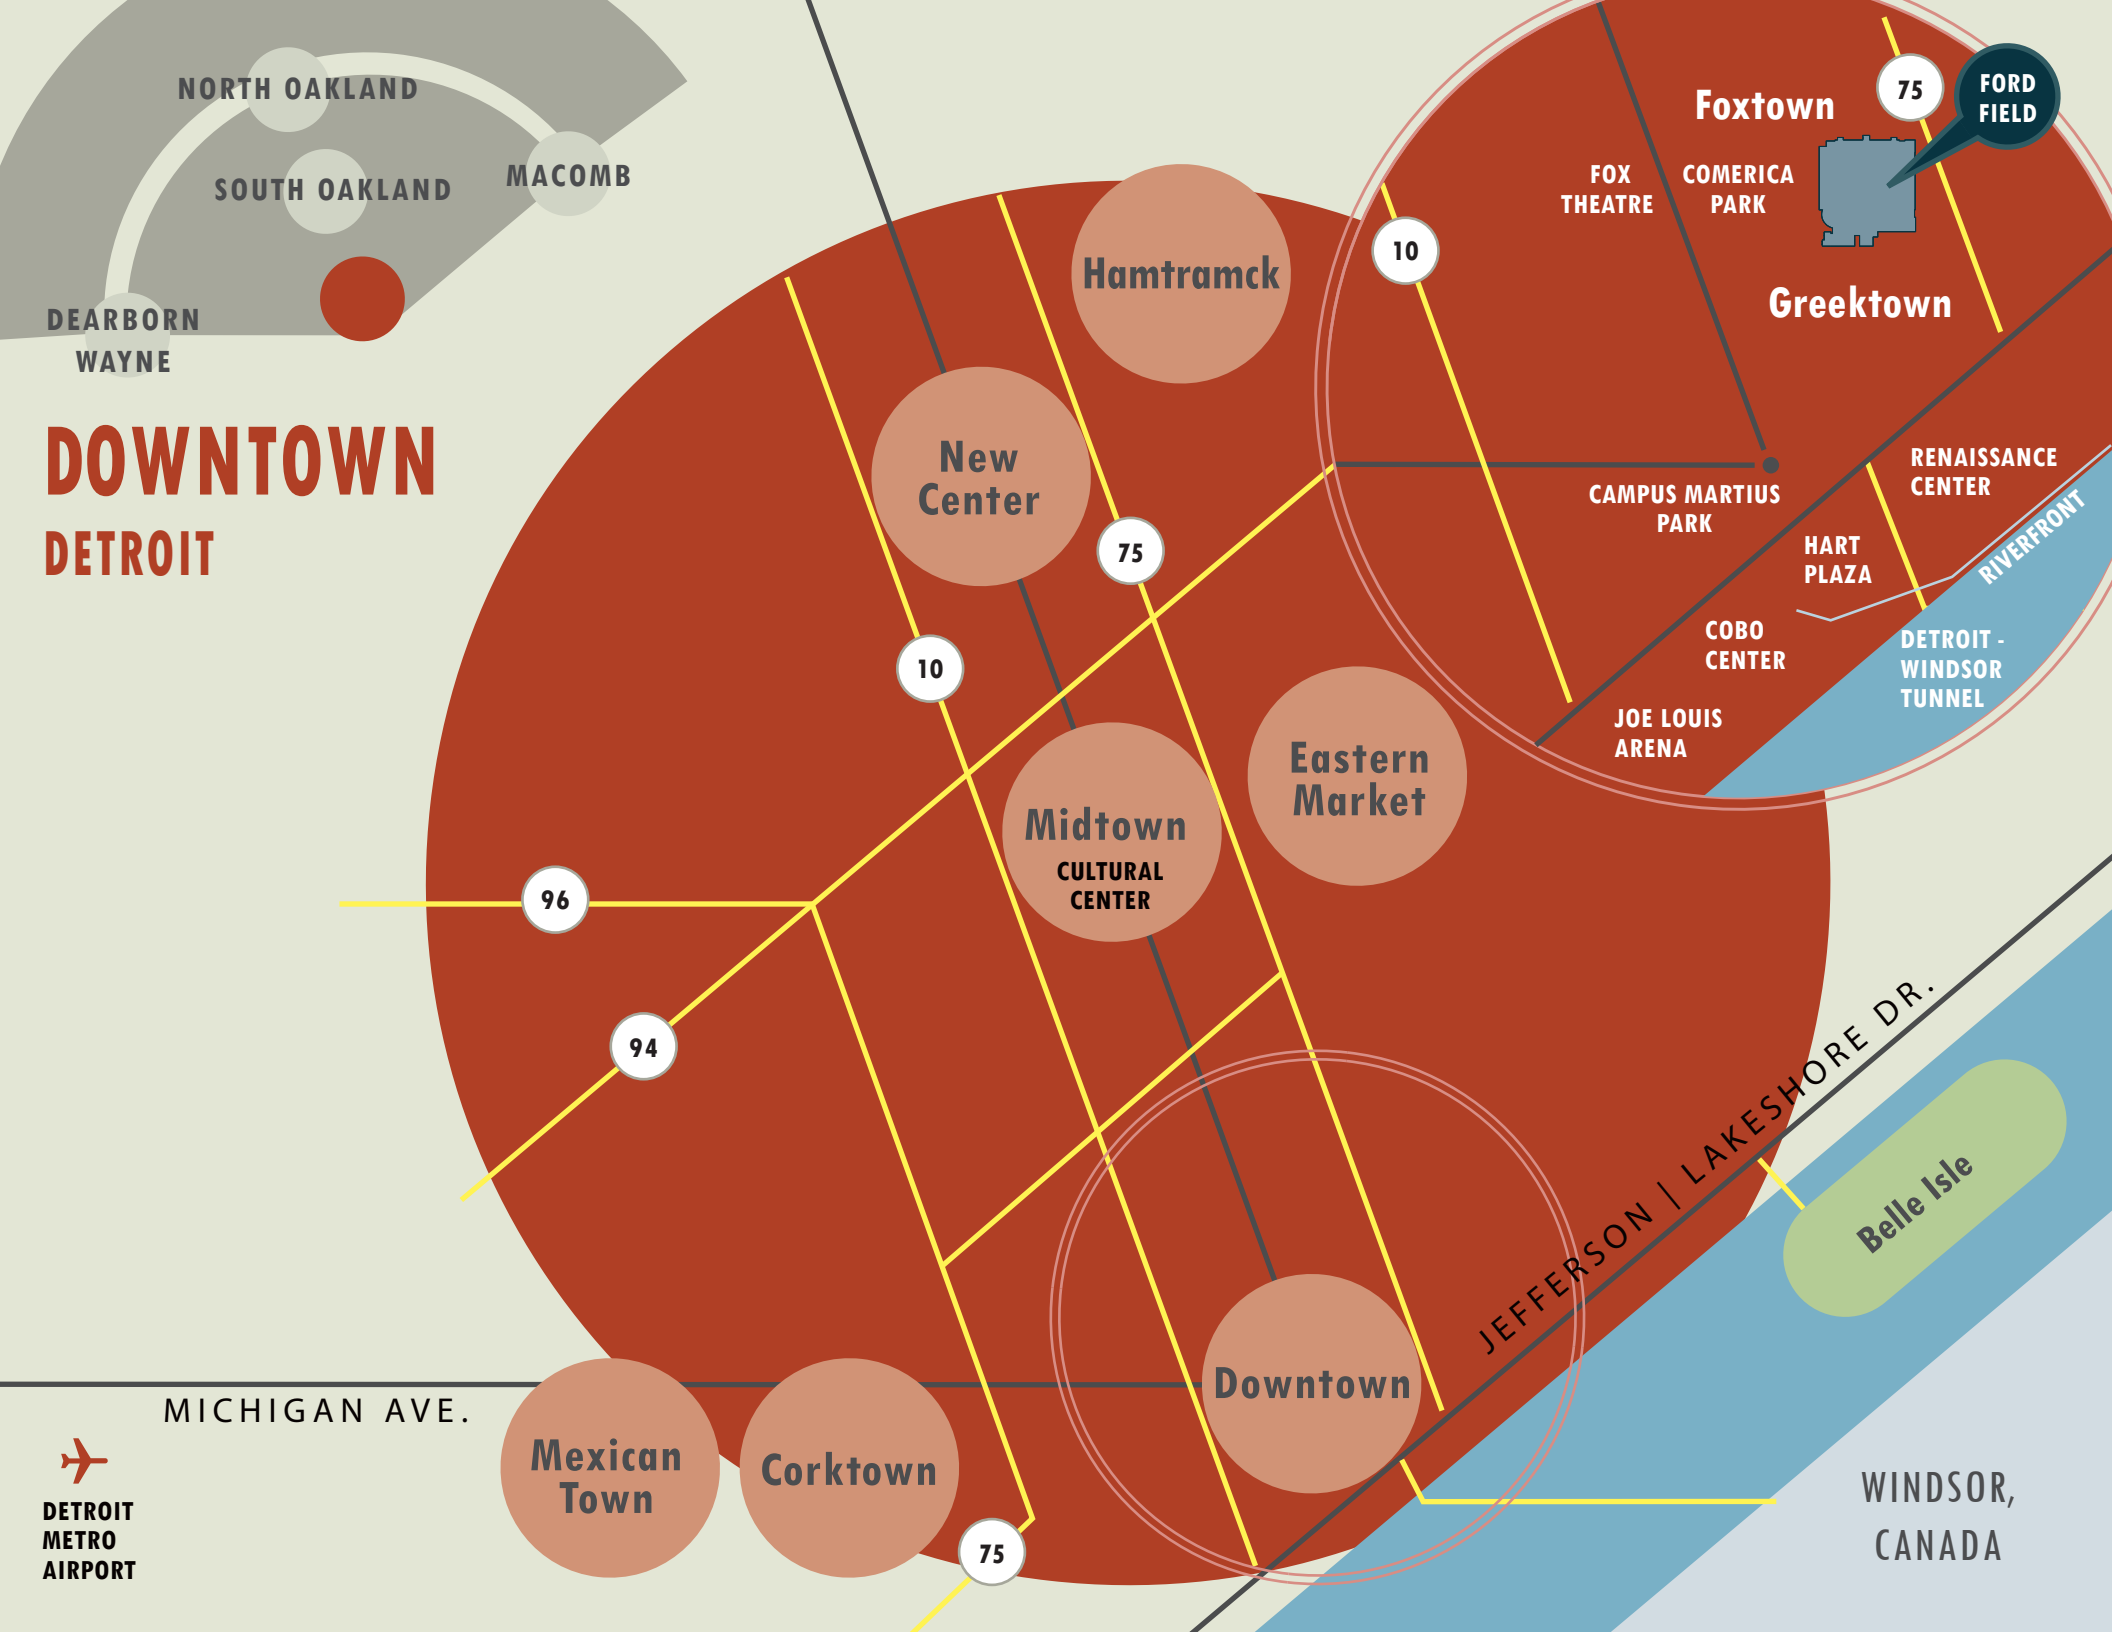 NORTH OAKLAND
SOUTH OAKLAND
MACOMB
DEARBORN
WAYNE
DOWNTOWN
DETROIT
75
FORD
FIELD
Foxtown
FOX
THEATRE
COMERICA
PARK
10
Greektown
CAMPUS MARTIUS
PARK
RENAISSANCE
CENTER
HART
PLAZA
RIVERFRONT
COBO
CENTER
DETROIT -
WINDSOR
TUNNEL
JOE LOUIS
ARENA
Hamtramck
New
Center
75
10
Eastern
Market
Midtown
CULTURAL
CENTER
96
94
JEFFERSON | LAKESHORE DR.
Belle Isle
Downtown
MICHIGAN AVE.
Mexican
Town
Corktown
75
DETROIT
METRO
AIRPORT
WINDSOR,
CANADA